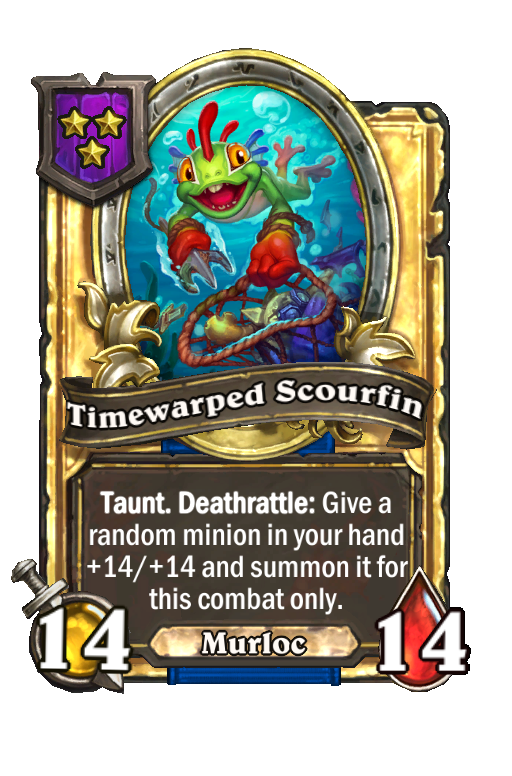 Timewarped Scourfin
Taunt. Deathrattle: Give a
random minion in your hand
+14/+14 and summon it for
this combat only.
14
Murloc
14